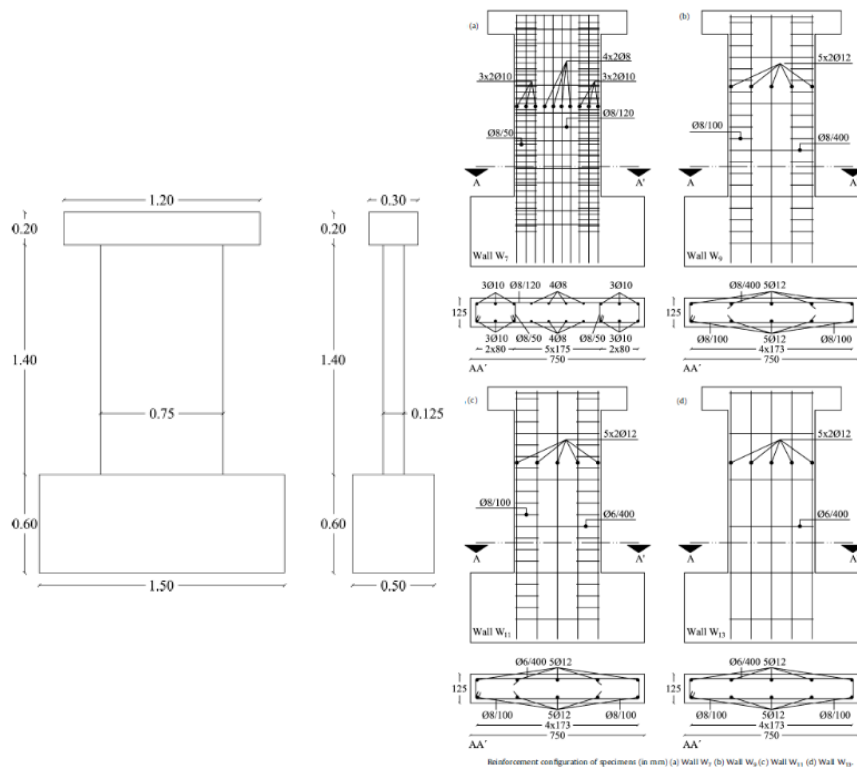 1.20
0.30
0.20
0.20
1.40
1.40
0.75
0.125
0.60
0.60
1.50
0.50
(a)
4x2Ø8
3x2Ø10
3x2Ø10
Ø8/120
Ø8/50
A
A'
Wall W7
3Ø10 Ø8/120 4Ø8 3Ø10
125
3Ø10 Ø8/50 4Ø8 Ø8/50 3Ø10
2x80 5x175 2x80
750
AA'
(b)
5x2Ø12
Ø8/100
Ø8/400
A
A
Wall W9
Ø8/400 5Ø12
125
Ø8/100 5Ø12 Ø8/100
4x173
750
AA'
(c)
5x2Ø12
Ø8/100
Ø6/400
A
A'
Wall W11
Ø6/400 5Ø12
125
Ø8/100 5Ø12 Ø8/100
4x173
750
AA'
(d)
5x2Ø12
Ø6/400
A
A
Wall W13
Ø6/400 5Ø12
125
Ø8/100 5Ø12 Ø8/100
4x173
750
AA'
Reinforcement configuration of specimens (in mm) (a) Wall W7 (b) Wall W9 (c) Wall W11 (d) Wall W13.